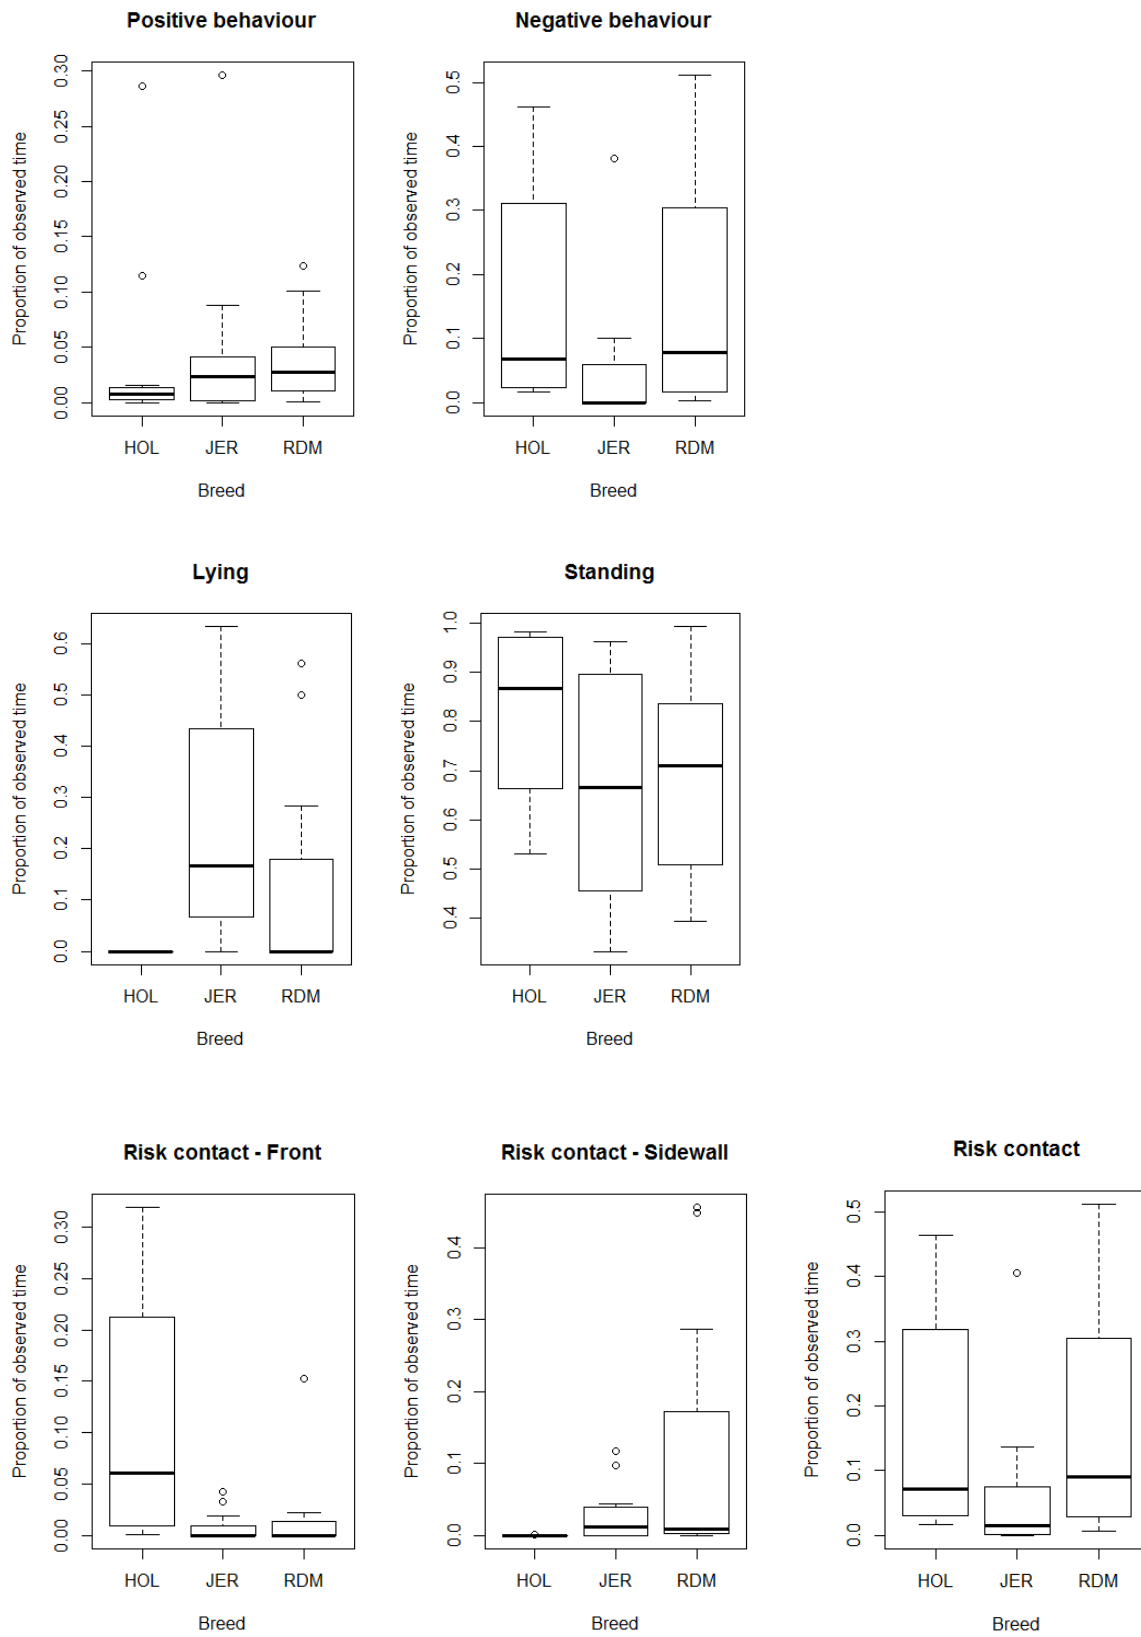 Positive behaviour
Negative behaviour
Proportion of observed time
0.00 0.05 0.10 0.15 0.20 0.25 0.30
HOL JER RDM
Breed
Proportion of observed time
0.0 0.1 0.2 0.3 0.4 0.5
HOL JER RDM
Breed
Lying
Standing
Proportion of observed time
0.0 0.1 0.2 0.3 0.4 0.5 0.6
HOL JER RDM
Breed
Proportion of observed time
0.4 0.5 0.6 0.7 0.8 0.9 1.0
HOL JER RDM
Breed
Risk contact - Front
Risk contact - Sidewall
Risk contact
Proportion of observed time
0.00 0.05 0.10 0.15 0.20 0.25 0.30
HOL JER RDM
Breed
Proportion of observed time
0.0 0.1 0.2 0.3 0.4
HOL JER RDM
Breed
Proportion of observed time
0.0 0.1 0.2 0.3 0.4 0.5
HOL JER RDM
Breed